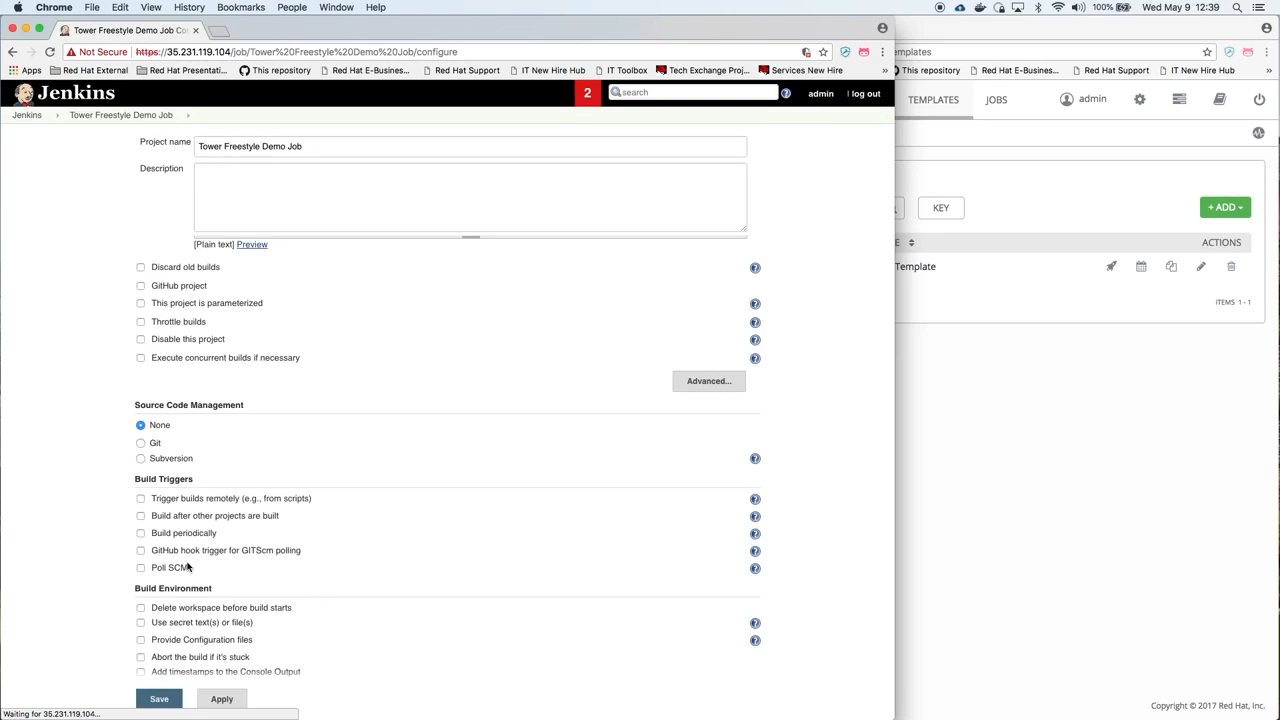 Chrome File Edit View History Bookmarks People Window Help 100% Wed May 9 12:39
Tower Freestyle Demo Job Co
Not Secure https://35.231.119.104/job/Tower%20Freestyle%20Demo%20Job/configure
emplates
Apps Red Hat External Red Hat Presentati... This repository Red Hat E-Business... Red Hat Support IT New Hire Hub IT Toolbox Tech Exchange Proj... Services New Hire »
This repository Red Hat E-Business... Red Hat Support IT New Hire Hub »
Jenkins 2 search admin log out
TEMPLATES JOBS admin
Jenkins Tower Freestyle Demo Job
Project name Tower Freestyle Demo Job
Description
[Plain text] Preview
KEY + ADD
E ACTIONS
Template
ITEMS 1 - 1
Discard old builds
GitHub project
This project is parameterized
Throttle builds
Disable this project
Execute concurrent builds if necessary
Advanced...
Source Code Management
None
Git
Subversion
Build Triggers
Trigger builds remotely (e.g., from scripts)
Build after other projects are built
Build periodically
GitHub hook trigger for GITScm polling
Poll SCM
Build Environment
Delete workspace before build starts
Use secret text(s) or file(s)
Provide Configuration files
Abort the build if it's stuck
Add timestamps to the Console Output
Save Apply
Waiting for 35.231.119.104...
Copyright © 2017 Red Hat, Inc.